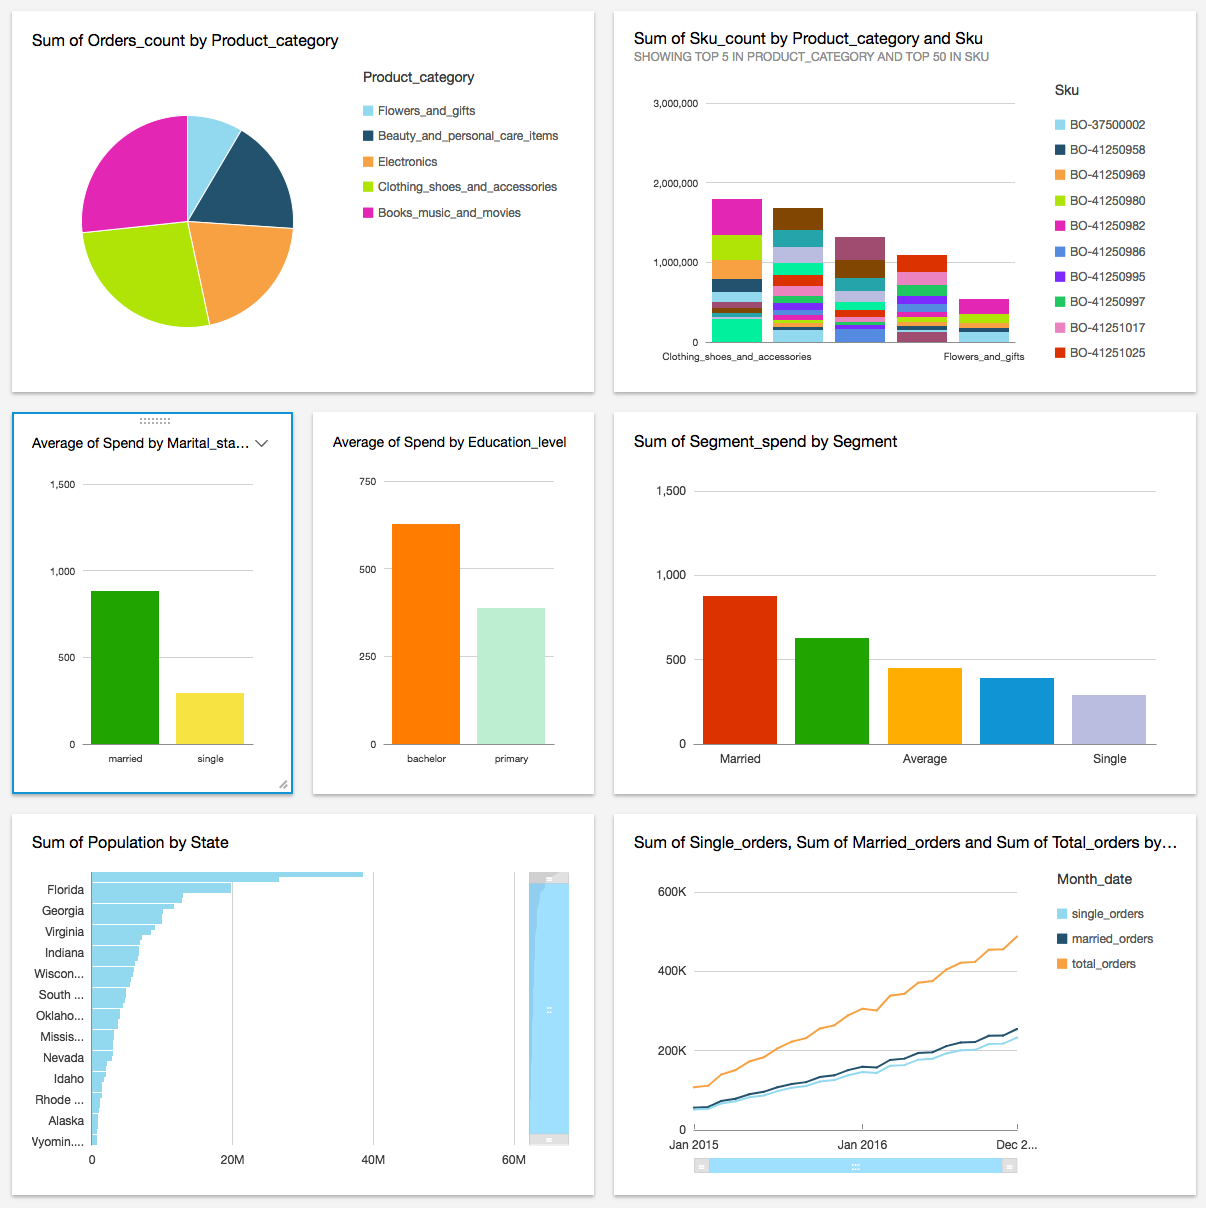 Sum of Orders_count by Product_category
Product_category
Flowers_and_gifts
Beauty_and_personal_care_items
Electronics
Clothing_shoes_and_accessories
Books_music_and_movies
Sum of Sku_count by Product_category and Sku
SHOWING TOP 5 IN PRODUCT_CATEGORY AND TOP 50 IN SKU
3,000,000
2,000,000
1,000,000
0
Clothing_shoes_and_accessories Flowers_and_gifts
Sku
BO-37500002
BO-41250958
BO-41250969
BO-41250980
BO-41250982
BO-41250986
BO-41250995
BO-41250997
BO-41251017
BO-41251025
Average of Spend by Marital_sta...
1,500
1,000
500
0
married single
Average of Spend by Education_level
750
500
250
0
bachelor primary
Sum of Segment_spend by Segment
1,500
1,000
500
0
Married Average Single
Sum of Population by State
Florida
Georgia
Virginia
Indiana
Wiscon...
South ...
Oklaho...
Missis...
Nevada
Idaho
Rhode ...
Alaska
Wyomin....
0 20M 40M 60M
Sum of Single_orders, Sum of Married_orders and Sum of Total_orders by...
600K
400K
200K
0
Jan 2015 Jan 2016 Dec 2...
Month_date
single_orders
married_orders
total_orders